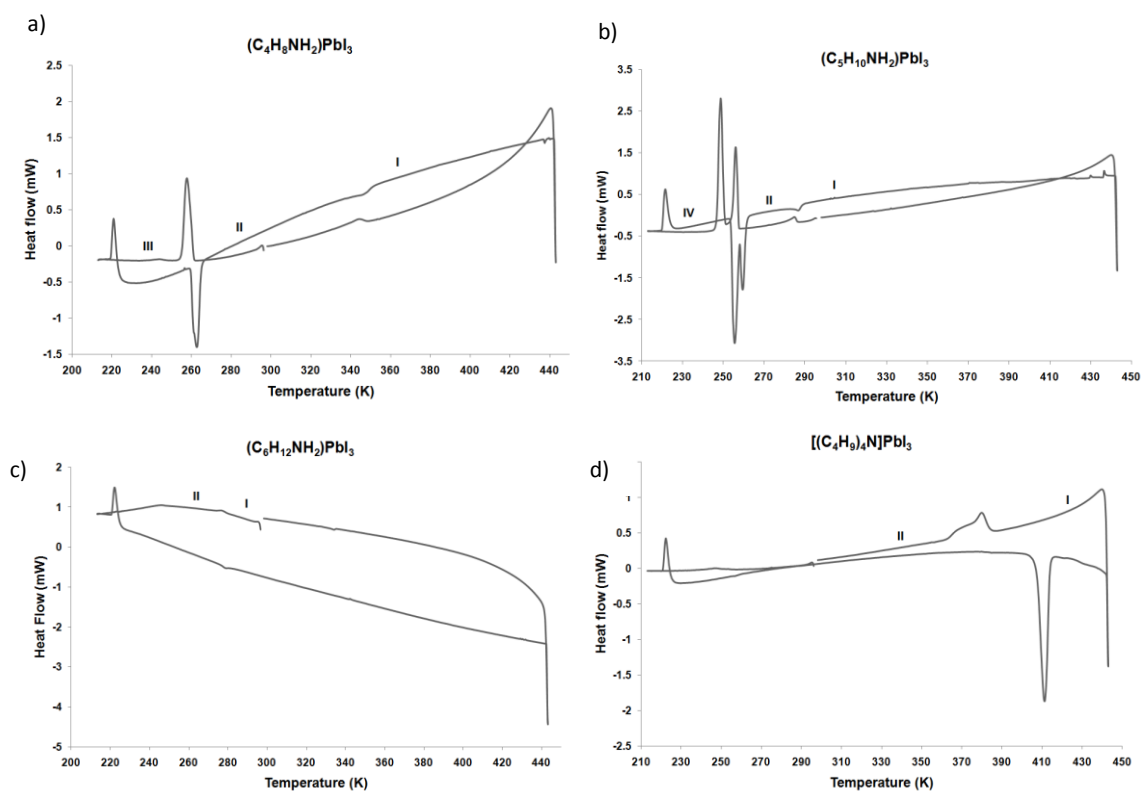 a)
(C₄H₈NH₂)PbI₃
Heat flow (mW)
2.5
2
1.5
1
0.5
0
-0.5
-1
-1.5
I
II
III
200 220 240 260 280 300 320 340 360 380 400 420 440
Temperature (K)
b)
(C₅H₁₀NH₂)PbI₃
Heat flow (mW)
3.5
2.5
1.5
0.5
-0.5
-1.5
-2.5
-3.5
I
II
IV
210 230 250 270 290 310 330 350 370 390 410 430 450
Temperature (K)
c)
(C₆H₁₂NH₂)PbI₃
Heat Flow (mW)
2
1
0
-1
-2
-3
-4
-5
II
I
200 220 240 260 280 300 320 340 360 380 400 420 440
Temperature (K)
d)
[(C₄H₉)₄N]PbI₃
Heat flow (mW)
0.5
0
-0.5
-1
-1.5
-2
-2.5
I
II
210 230 250 270 290 310 330 350 370 390 410 430 450
Temperature (K)